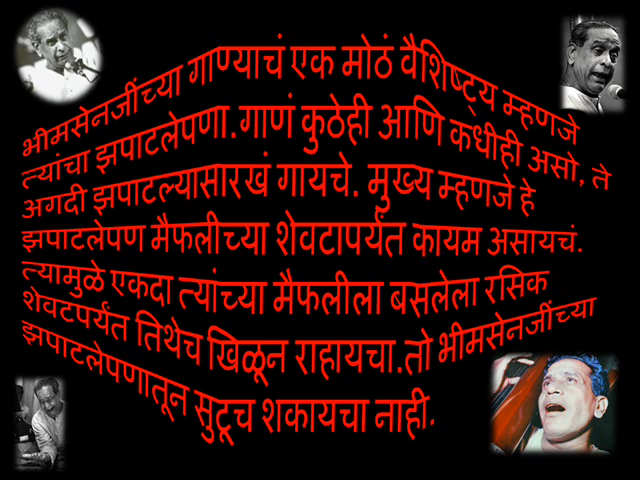 भीमसेनजींच्या गाण्याचं एक मोठं वैशिष्ट्य म्हणजे
त्यांचा झपाटलेपणा.गाणं कुठेही आणि कधीही असो, ते
अगदी झपाटल्यासारखं गायचे. मुख्य म्हणजे हे
झपाटलेपण मैफलीच्या शेवटापर्यंत कायम असायचं.
त्यामुळे एकदा त्यांच्या मैफलीला बसलेला रसिक
शेवटपर्यंत तिथेच खिळून राहायचा.तो भीमसेनजींच्या
झपाटलेपणातून सुटूच शकायचा नाही.